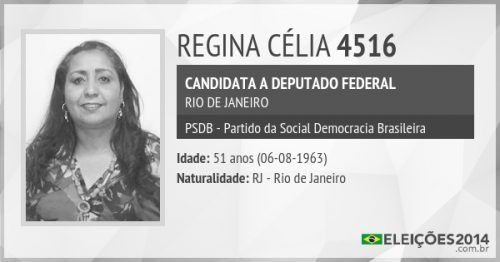 REGINA CÉLIA 4516
CANDIDATA A DEPUTADO FEDERAL
RIO DE JANEIRO
PSDB - Partido da Social Democracia Brasileira
Idade: 51 anos (06-08-1963)
Naturalidade: RJ - Rio de Janeiro
ELEIÇÕES2014
.com.br